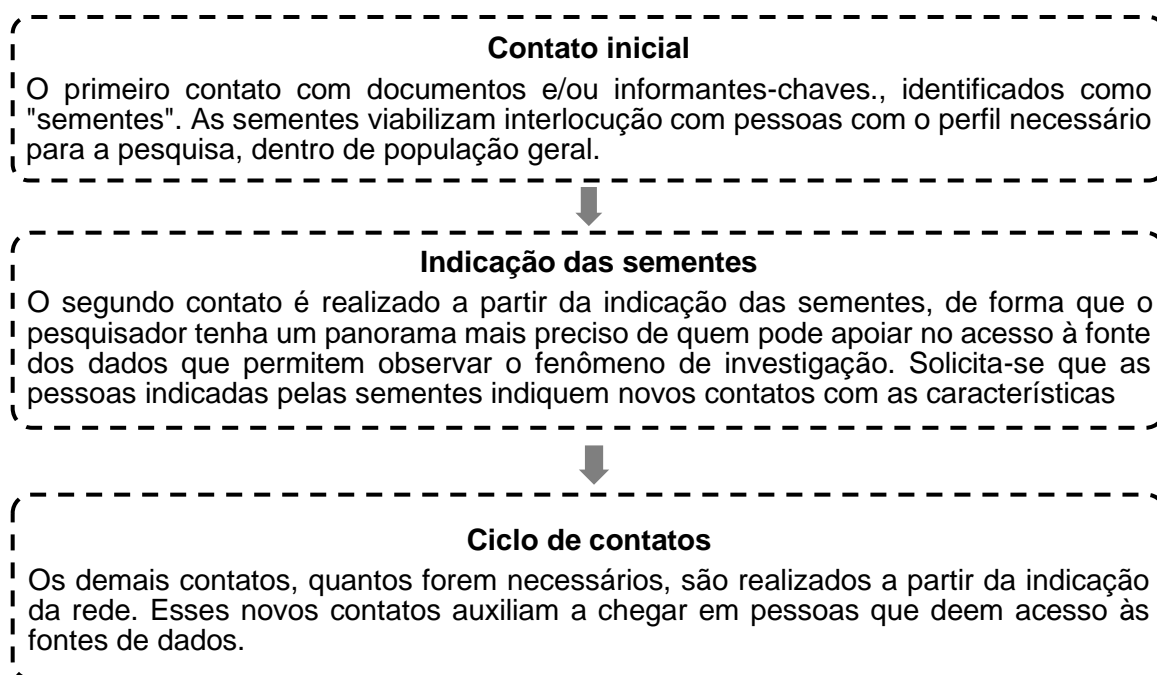 Contato inicial
O primeiro contato com documentos e/ou informantes-chaves., identificados como
"sementes". As sementes viabilizam interlocução com pessoas com o perfil necessário
para a pesquisa, dentro de população geral.
Indicação das sementes
O segundo contato é realizado a partir da indicação das sementes, de forma que o
pesquisador tenha um panorama mais preciso de quem pode apoiar no acesso à fonte
dos dados que permitem observar o fenômeno de investigação. Solicita-se que as
pessoas indicadas pelas sementes indiquem novos contatos com as características
Ciclo de contatos
Os demais contatos, quantos forem necessários, são realizados a partir da indicação
da rede. Esses novos contatos auxiliam a chegar em pessoas que deem acesso às
fontes de dados.